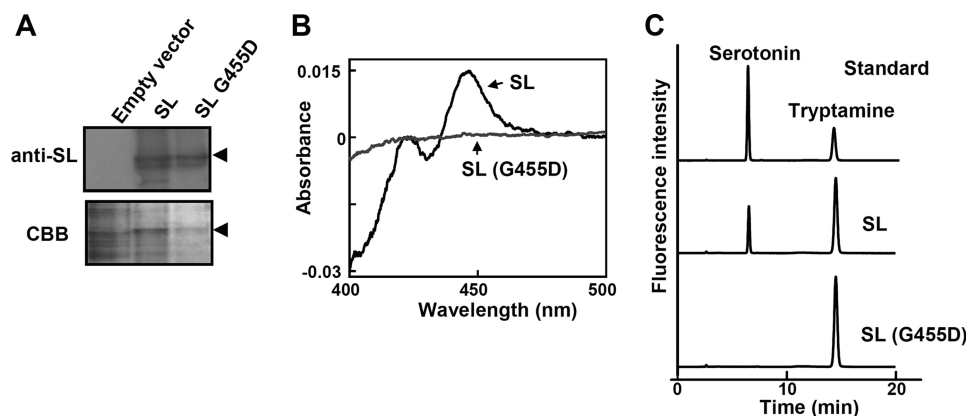 A
Empty vector
SL
SL G455D
anti-SL
CBB
B
0.015
0
-0.03
Absorbance
SL
SL (G455D)
400
450
500
Wavelength (nm)
C
Serotonin
Standard
Tryptamine
SL
SL (G455D)
Fluorescence intensity
0
10
20
Time (min)